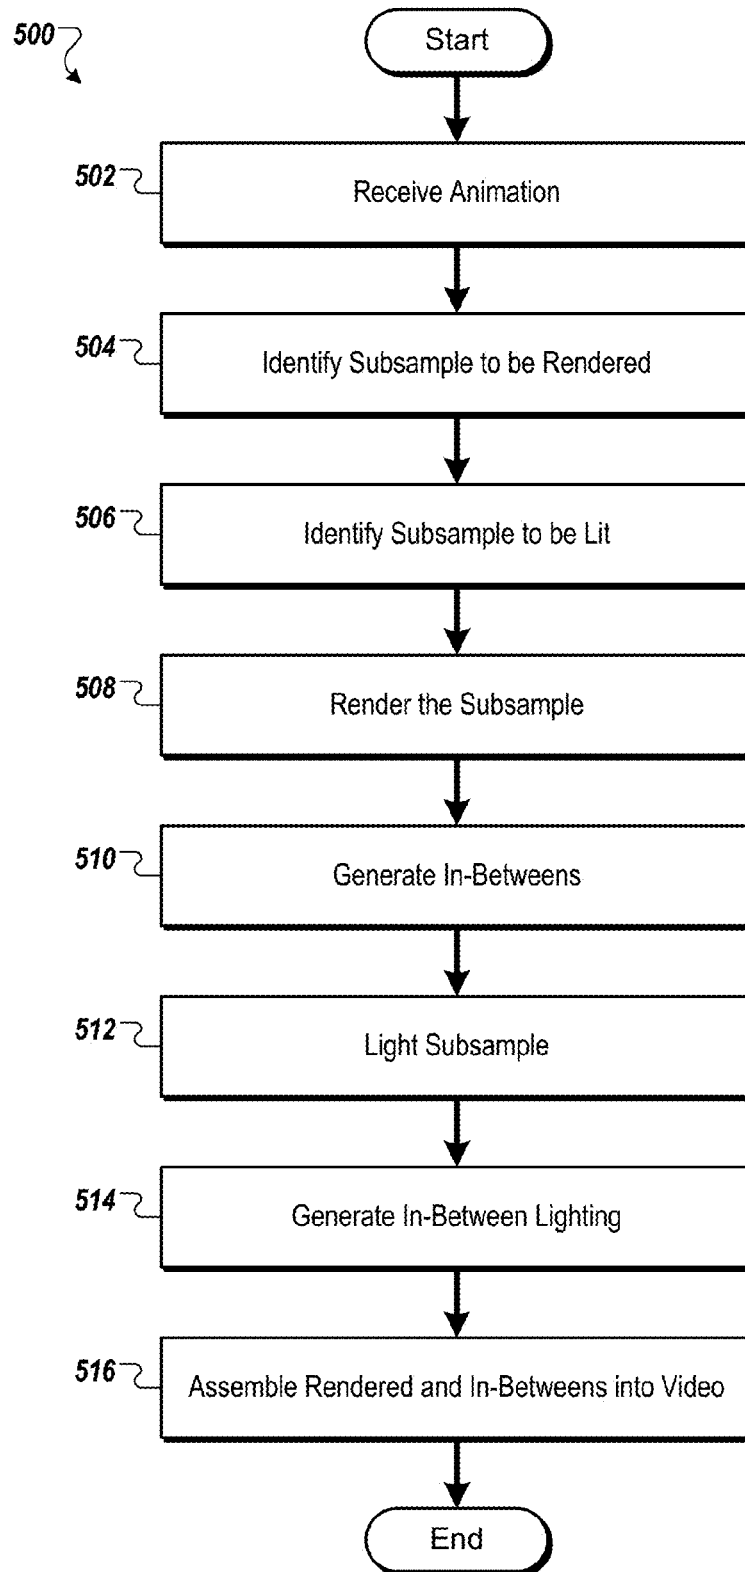 500
Start
502
Receive Animation
504
Identify Subsample to be Rendered
506
Identify Subsample to be Lit
508
Render the Subsample
510
Generate In-Betweens
512
Light Subsample
514
Generate In-Between Lighting
516
Assemble Rendered and In-Betweens into Video
End